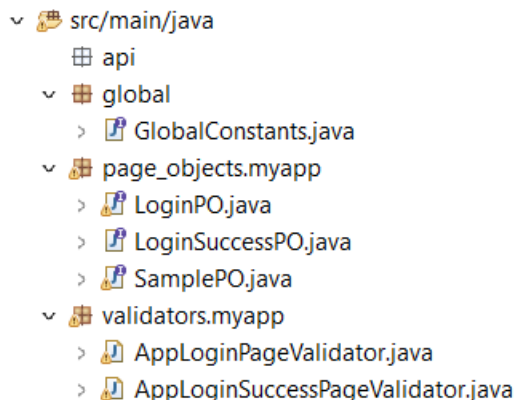 src/main/java
api
global
GlobalConstants.java
page_objects.myapp
LoginPO.java
LoginSuccessPO.java
SamplePO.java
validators.myapp
AppLoginPageValidator.java
AppLoginSuccessPageValidator.java